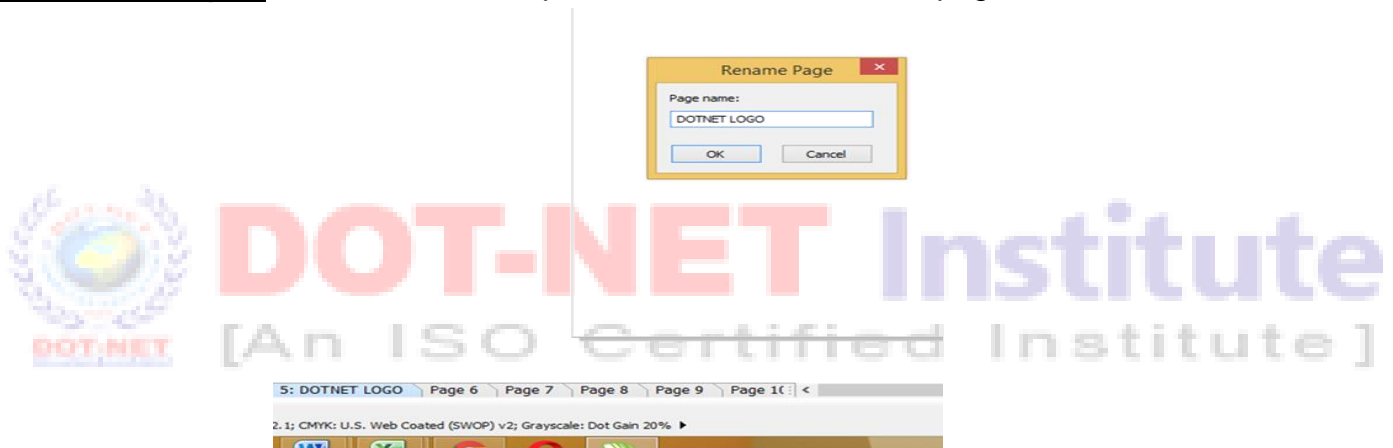 Rename Page
Page name:
DOTNET LOGO
OK Cancel
DOT-NET Institute
DOT-NET
[An ISO Certified Institute]
5: DOTNET LOGO Page 6 Page 7 Page 8 Page 9 Page 1(
2.1; CMYK: U.S. Web Coated (SWOP) v2; Grayscale: Dot Gain 20%